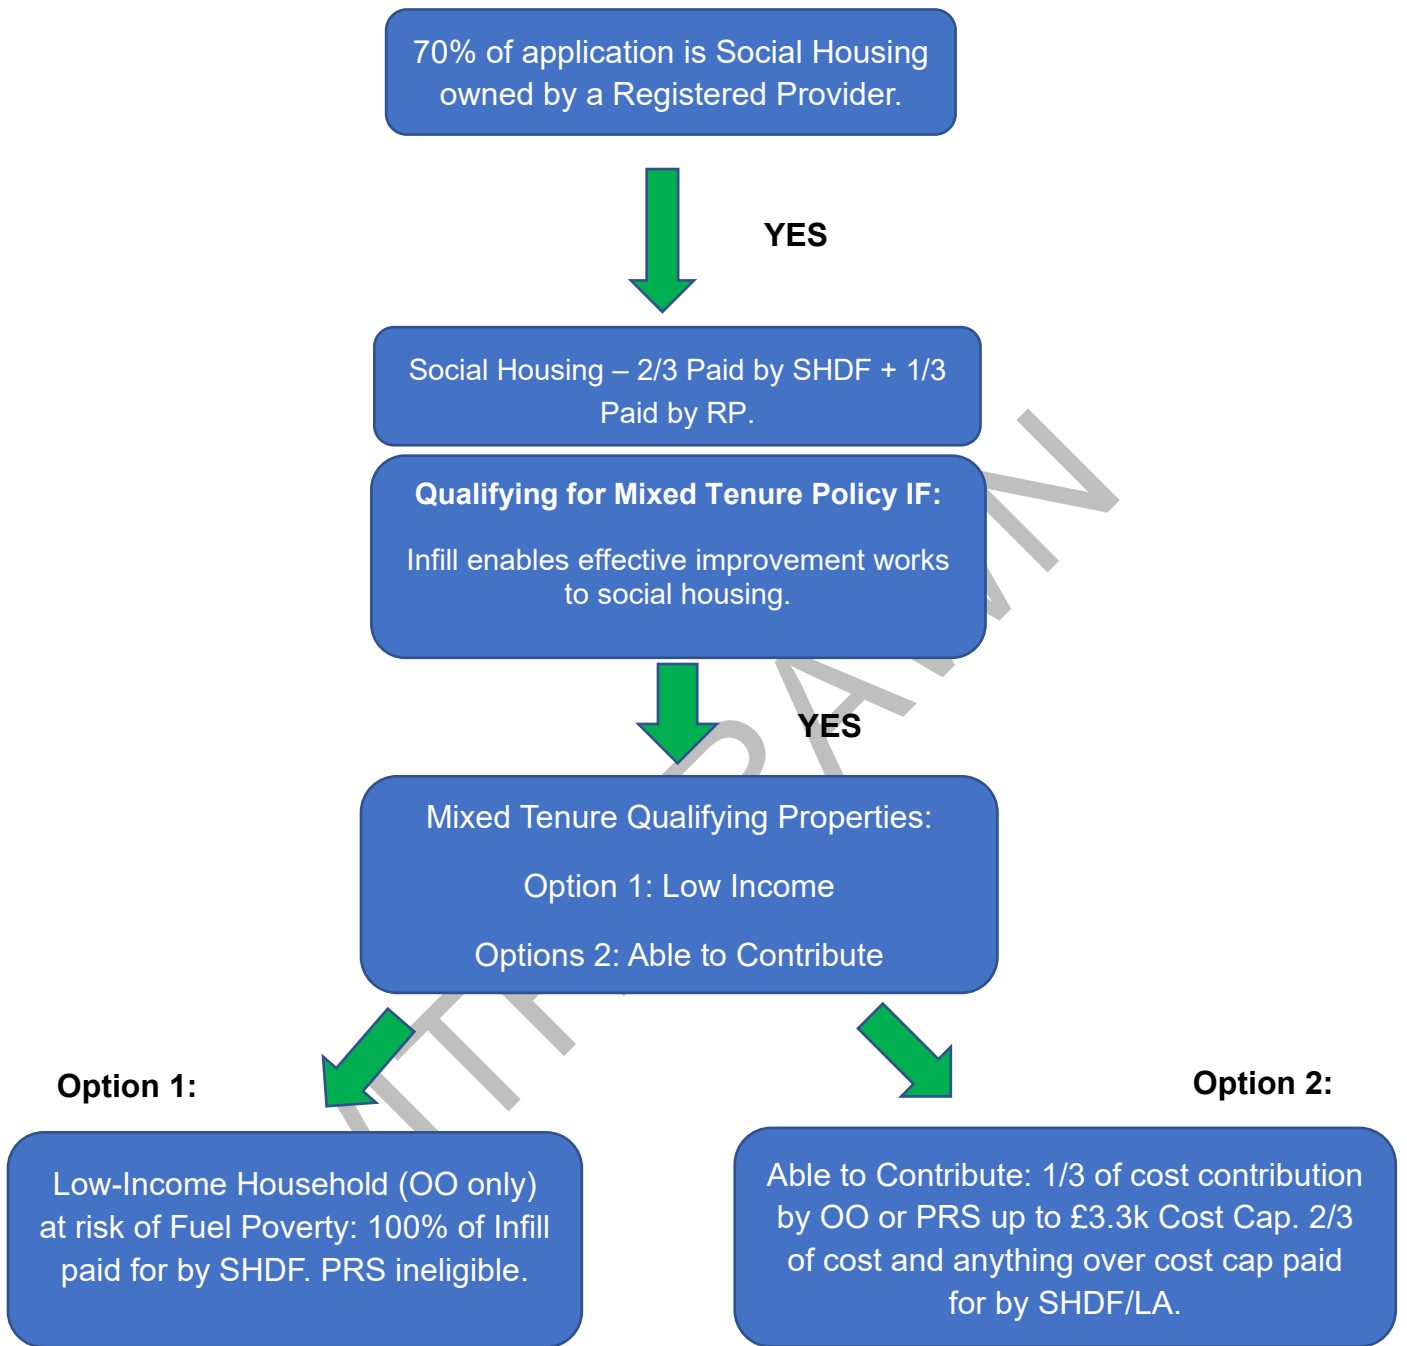 70% of application is Social Housing
owned by a Registered Provider.
YES
Social Housing – 2/3 Paid by SHDF + 1/3
Paid by RP.
Qualifying for Mixed Tenure Policy IF:
Infill enables effective improvement works
to social housing.
YES
Mixed Tenure Qualifying Properties:
Option 1: Low Income
Options 2: Able to Contribute
Option 1:
Option 2:
Low-Income Household (OO only)
at risk of Fuel Poverty: 100% of Infill
paid for by SHDF. PRS ineligible.
Able to Contribute: 1/3 of cost contribution
by OO or PRS up to £3.3k Cost Cap. 2/3
of cost and anything over cost cap paid
for by SHDF/LA.